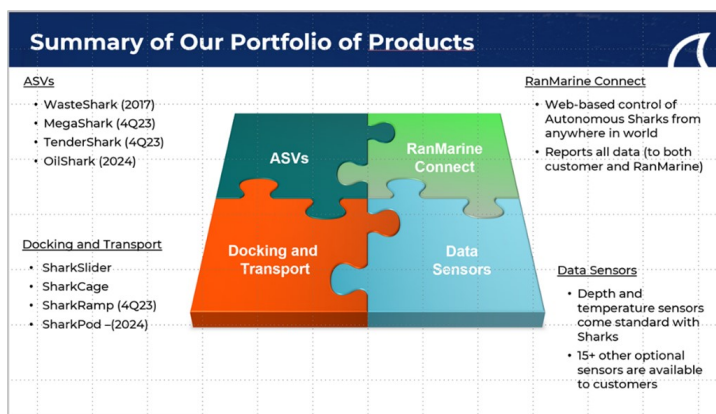 Summary of Our Portfolio of Products
ASVs
• WasteShark (2017)
• MegaShark (4Q23)
• TenderShark (4Q23)
• OilShark (2024)
RanMarine Connect
• Web-based control of
Autonomous Sharks from
anywhere in world
• Reports all data (to both
customer and RanMarine)
ASVs
RanMarine
Connect
Docking and
Transport
Data
Sensors
Docking and Transport
• SharkSlider
• SharkCage
• SharkRamp (4Q23)
• SharkPod –(2024)
Data Sensors
• Depth and
temperature sensors
come standard with
Sharks
• 15+ other optional
sensors are available
to customers